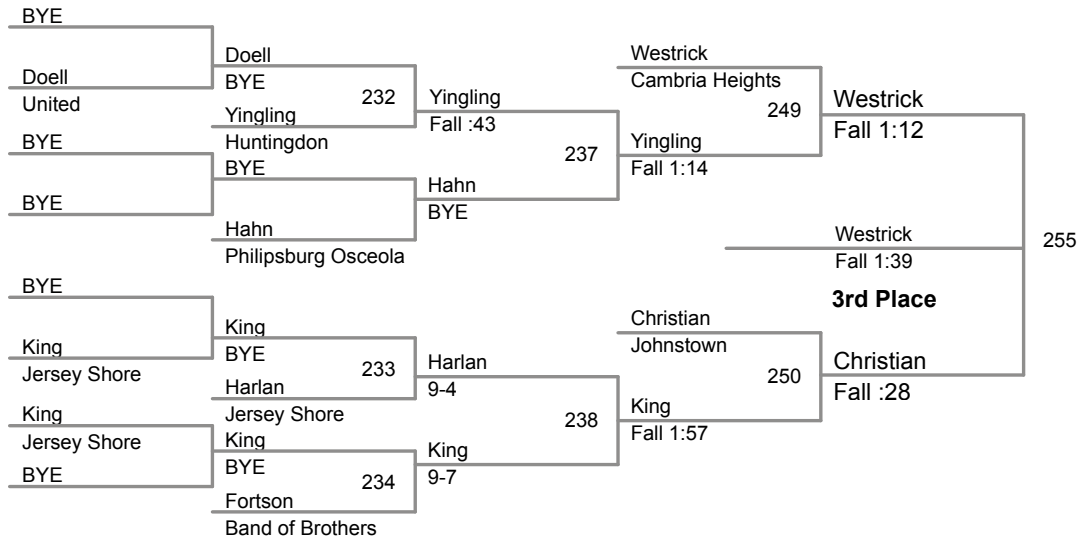 BYE
Doell
United
BYE
BYE
BYE
King
Jersey Shore
King
Jersey Shore
BYE
Doell
BYE
232
Yingling
Huntingdon
BYE
Hahn
Philipsburg Osceola
King
BYE
233
Harlan
Jersey Shore
King
BYE
234
Fortson
Band of Brothers
Yingling
Fall :43
237
Hahn
BYE
Harlan
9-4
238
King
9-7
Westrick
Cambria Heights
249
Yingling
Fall 1:14
Christian
Johnstown
250
King
Fall 1:57
Westrick
Fall 1:12
Westrick
Fall 1:39
255
3rd Place
Christian
Fall :28